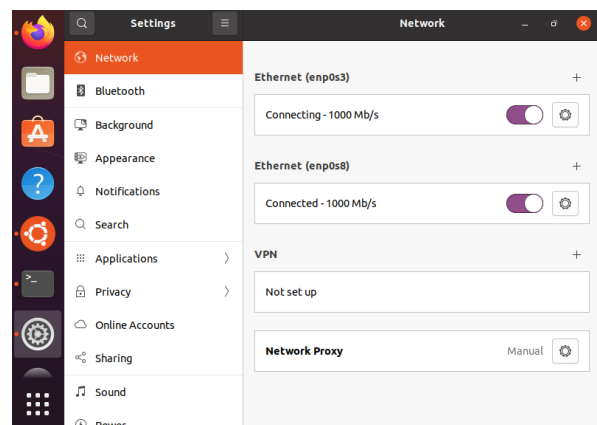 Settings
Network
Network
Bluetooth
Background
Appearance
Notifications
Search
Applications
Privacy
Online Accounts
Sharing
Sound
Power
Ethernet (enp0s3)
Connecting - 1000 Mb/s
Ethernet (enp0s8)
Connected - 1000 Mb/s
VPN
Not set up
Network Proxy
Manual